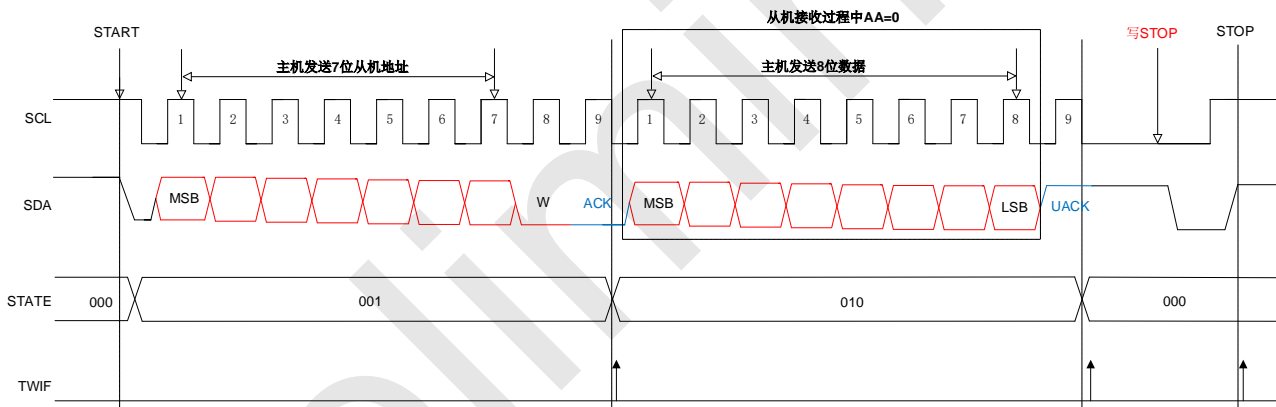 从机接收过程中AA=0
START
写STOP
STOP
主机发送7位从机地址
主机发送8位数据
SCL
1 2 3 4 5 6 7 8 9 1 2 3 4 5 6 7 8 9
SDA
MSB W ACK MSB LSB UACK
STATE 000 001 010 000
TWIF